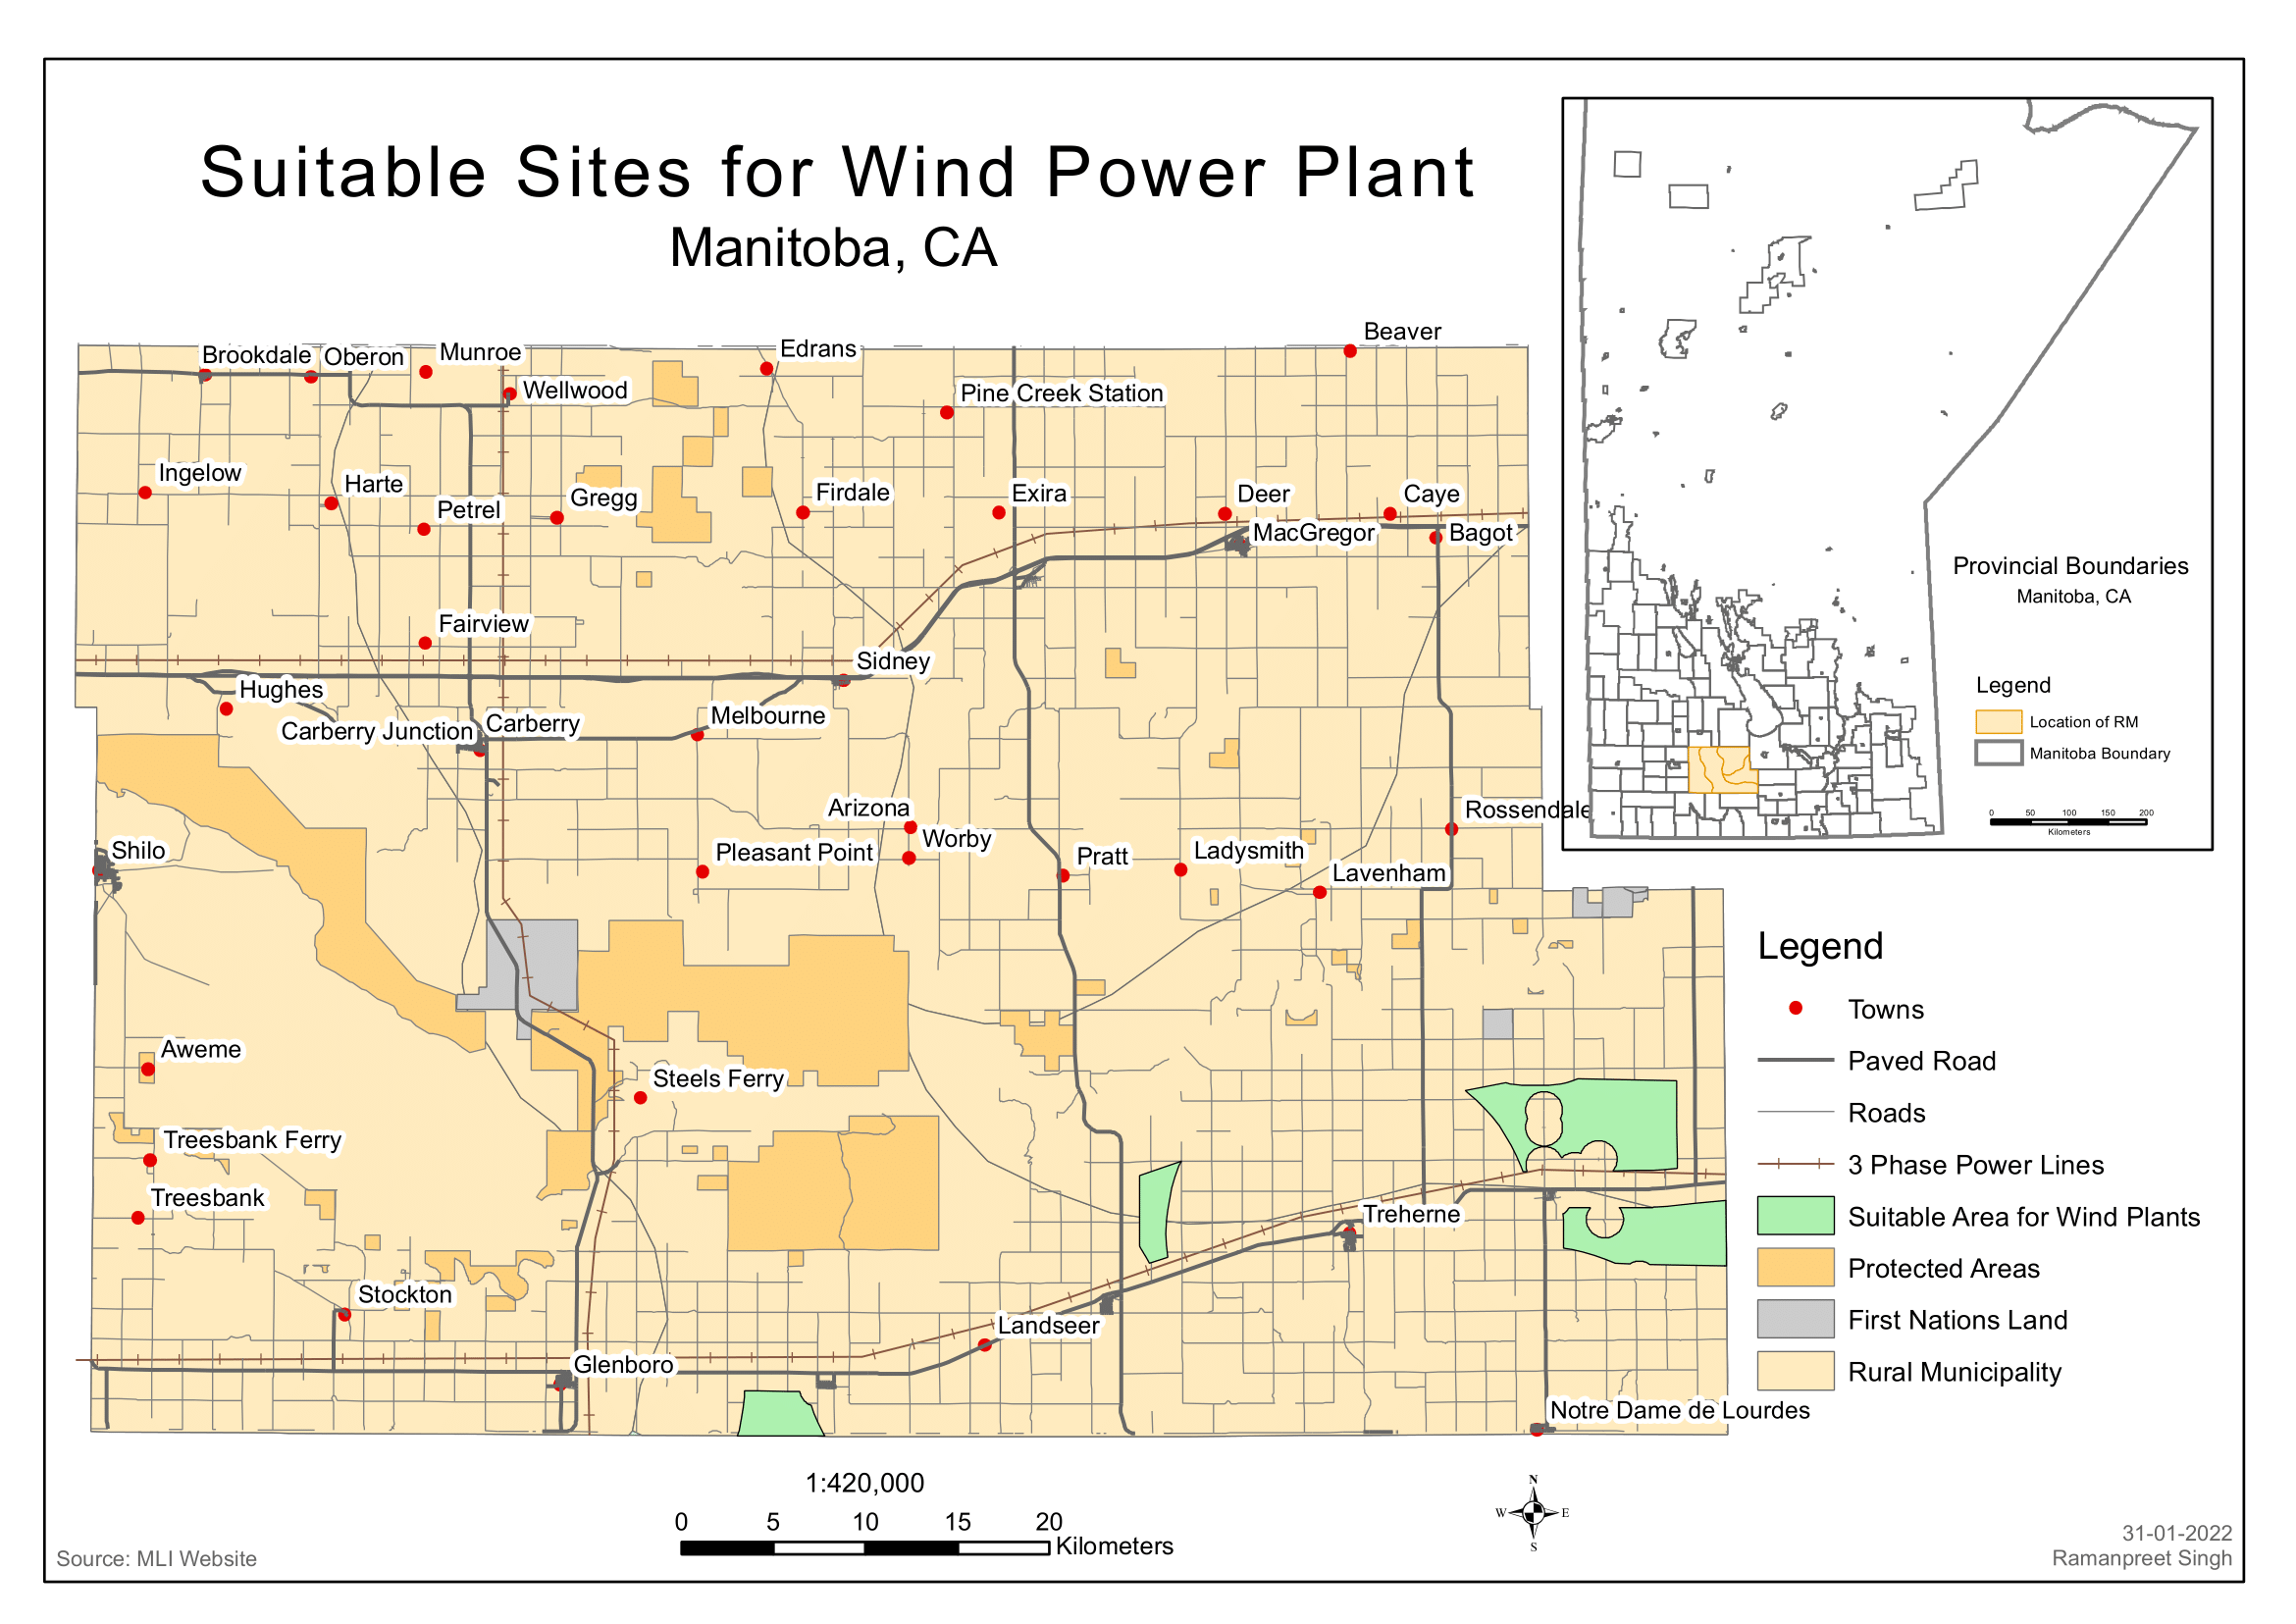 Suitable Sites for Wind Power Plant
Manitoba, CA
Beaver
Brookdale
Oberon
Munroe
Edrans
Wellwood
Pine Creek Station
Ingelow
Harte
Petrel
Gregg
Firdale
Exira
Deer
Caye
MacGregor
Bagot
Fairview
Sidney
Hughes
Carberry Junction
Carberry
Melbourne
Arizona
Worby
Rossendale
Shilo
Pleasant Point
Pratt
Ladysmith
Lavenham
Aweme
Steels Ferry
Treesbank Ferry
Treesbank
Treherne
Stockton
Landseer
Glenboro
Notre Dame de Lourdes
Provincial Boundaries
Manitoba, CA
Legend
Location of RM
Manitoba Boundary
0 50 100 150 200
Kilometers
Legend
Towns
Paved Road
Roads
3 Phase Power Lines
Suitable Area for Wind Plants
Protected Areas
First Nations Land
Rural Municipality
1:420,000
0 5 10 15 20
Kilometers
N
W E
S
Source: MLI Website
31-01-2022
Ramanpreet Singh